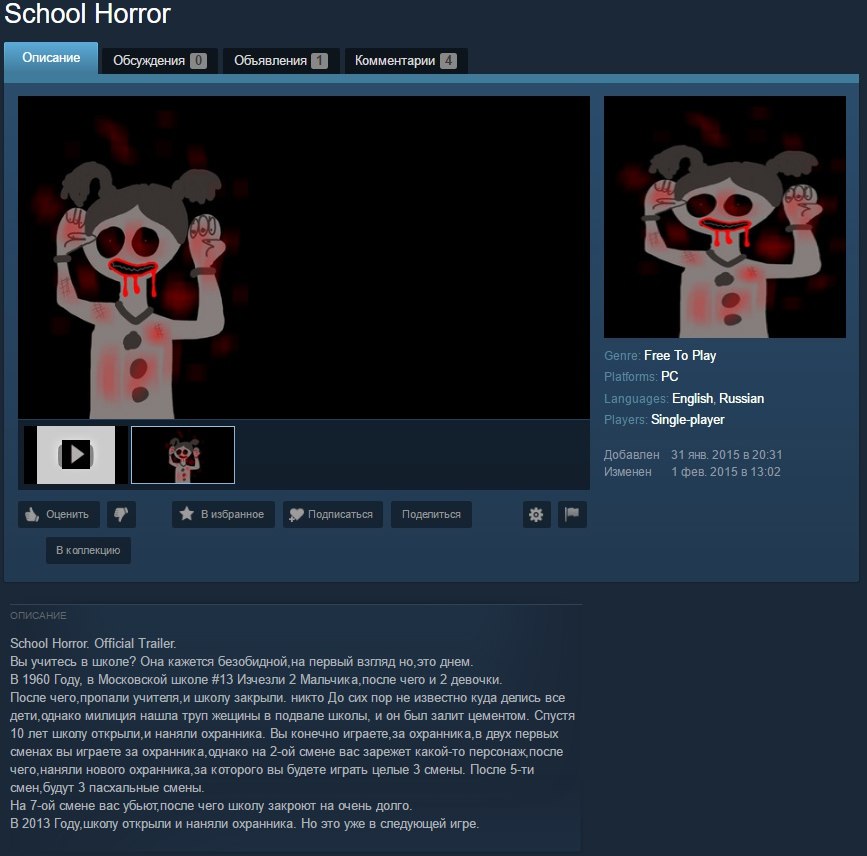 School Horror
Описание
Обсуждения 0
Объявления 1
Комментарии 4
Genre: Free To Play
Platforms: PC
Languages: English, Russian
Players: Single-player
Добавлен 31 янв. 2015 в 20:31
Изменен 1 фев. 2015 в 13:02
Оценить
В избранное
Подписаться
Поделиться
В коллекцию
ОПИСАНИЕ
School Horror. Official Trailer.
Вы учитесь в школе? Она кажется безобидной,на первый взгляд но,это днем.
В 1960 Году, в Московской школе #13 Изчезли 2 Мальчика,после чего и 2 девочки.
После чего,пропали учителя,и школу закрыли. никто До сих пор не известно куда делись все
дети,однако милиция нашла труп жещины в подвале школы, и он был залит цементом. Спустя
10 лет школу открыли,и наняли охранника. Вы конечно играете,за охранника,в двух первых
сменах вы играете за охранника,однако на 2-ой смене вас зарежет какой-то персонаж,после
чего,наняли нового охранника,за которого вы будете играть целые 3 смены. После 5-ти
смен,будут 3 пасхальные смены.
На 7-ой смене вас убьют,после чего школу закроют на очень долго.
В 2013 Году,школу открыли и наняли охранника. Но это уже в следующей игре.